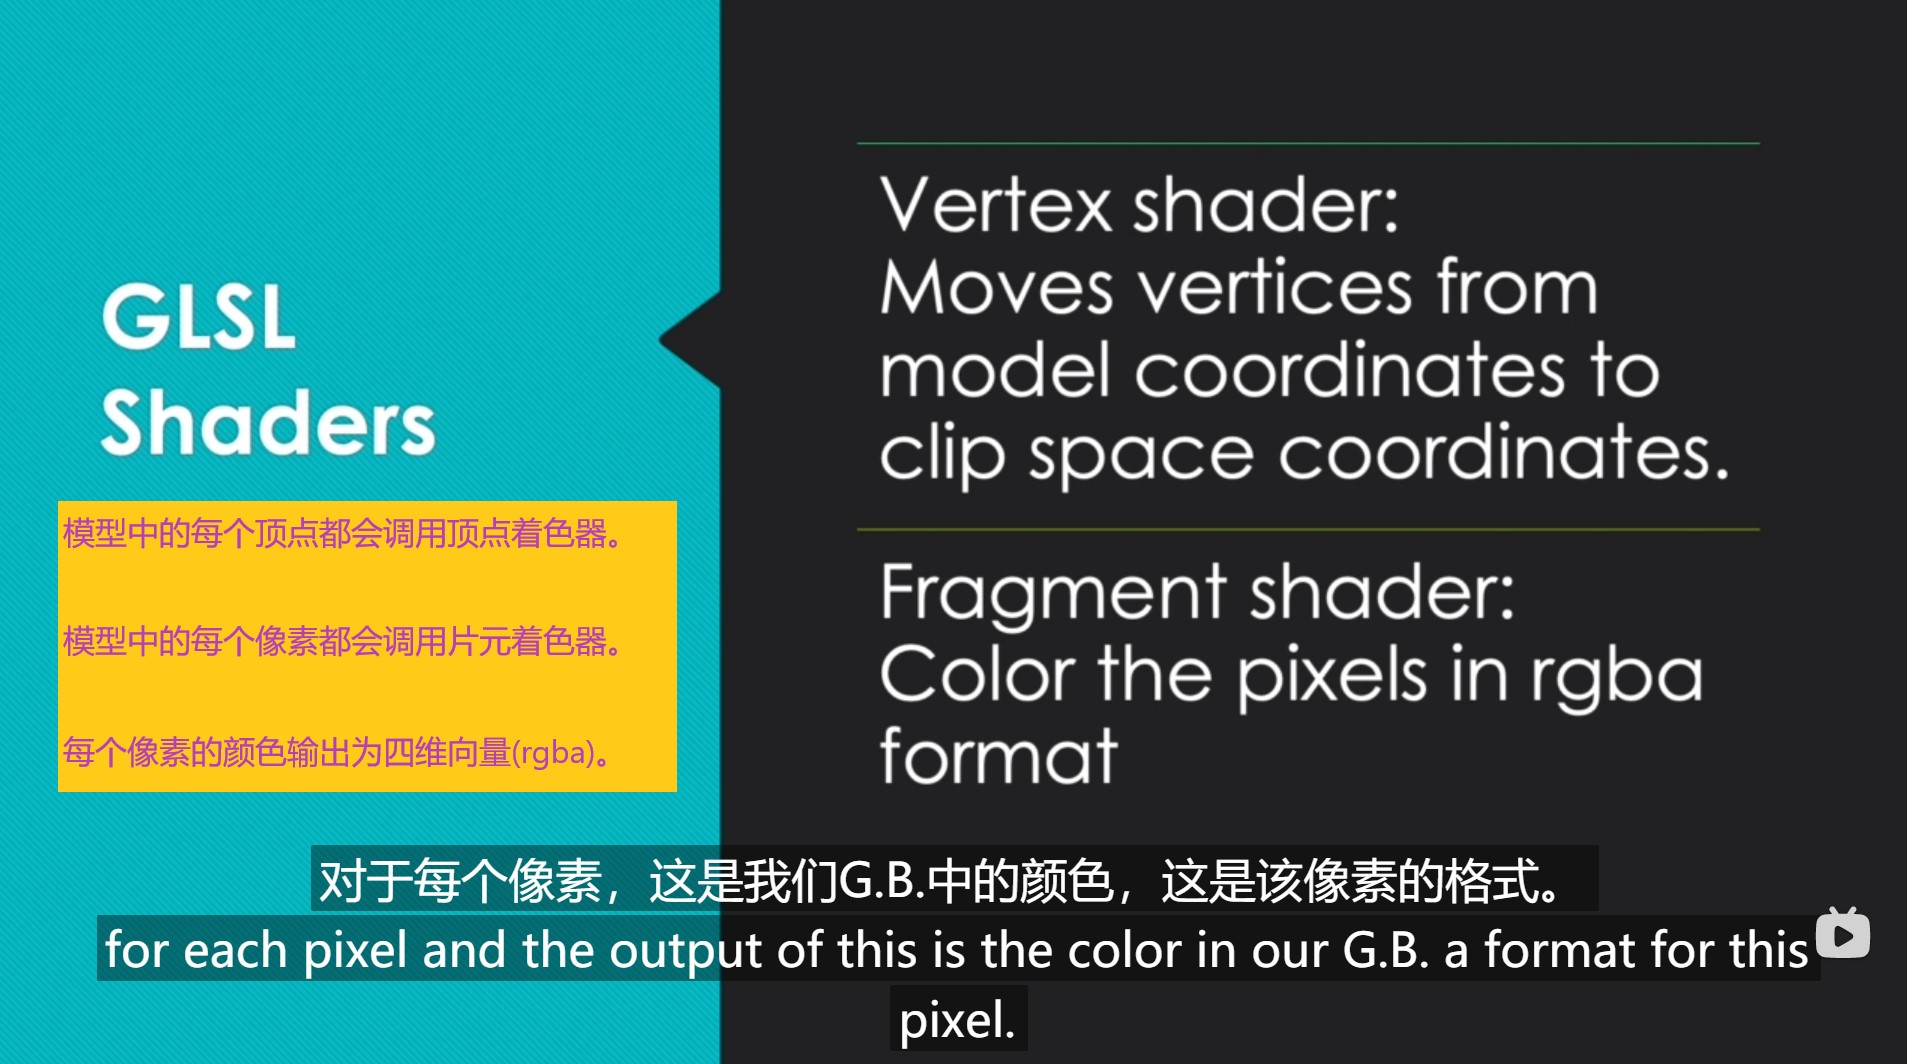 GLSL
Shaders
模型中的每个顶点都会调用顶点着色器。
模型中的每个像素都会调用片元着色器。
每个像素的颜色输出为四维向量(rgba)。
Vertex shader:
Moves vertices from
model coordinates to
clip space coordinates.
Fragment shader:
Color the pixels in rgba
format
对于每个像素，这是我们G.B.中的颜色，这是该像素的格式。
for each pixel and the output of this is the color in our G.B. a format for this
pixel.